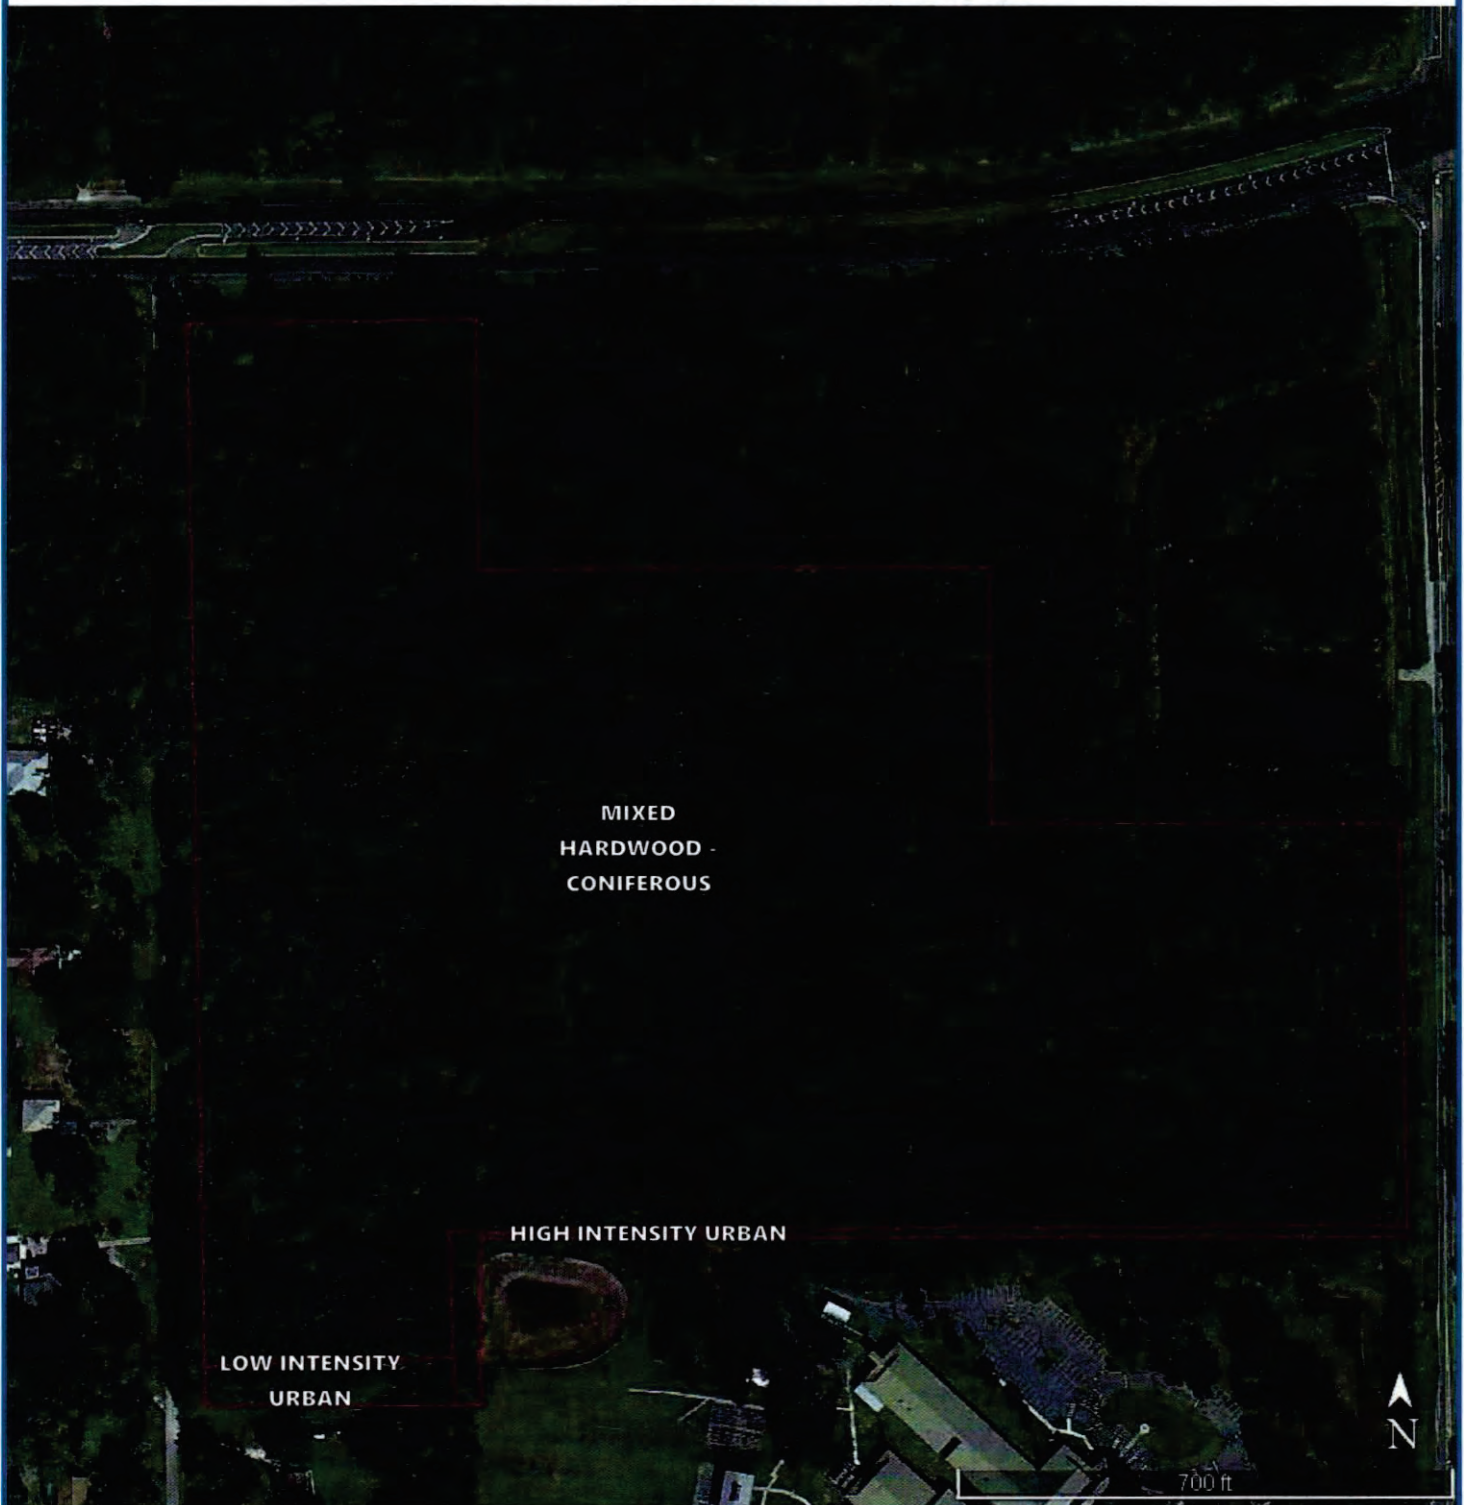 MIXED
HARDWOOD -
CONIFEROUS
HIGH INTENSITY URBAN
LOW INTENSITY
URBAN
N
700 ft